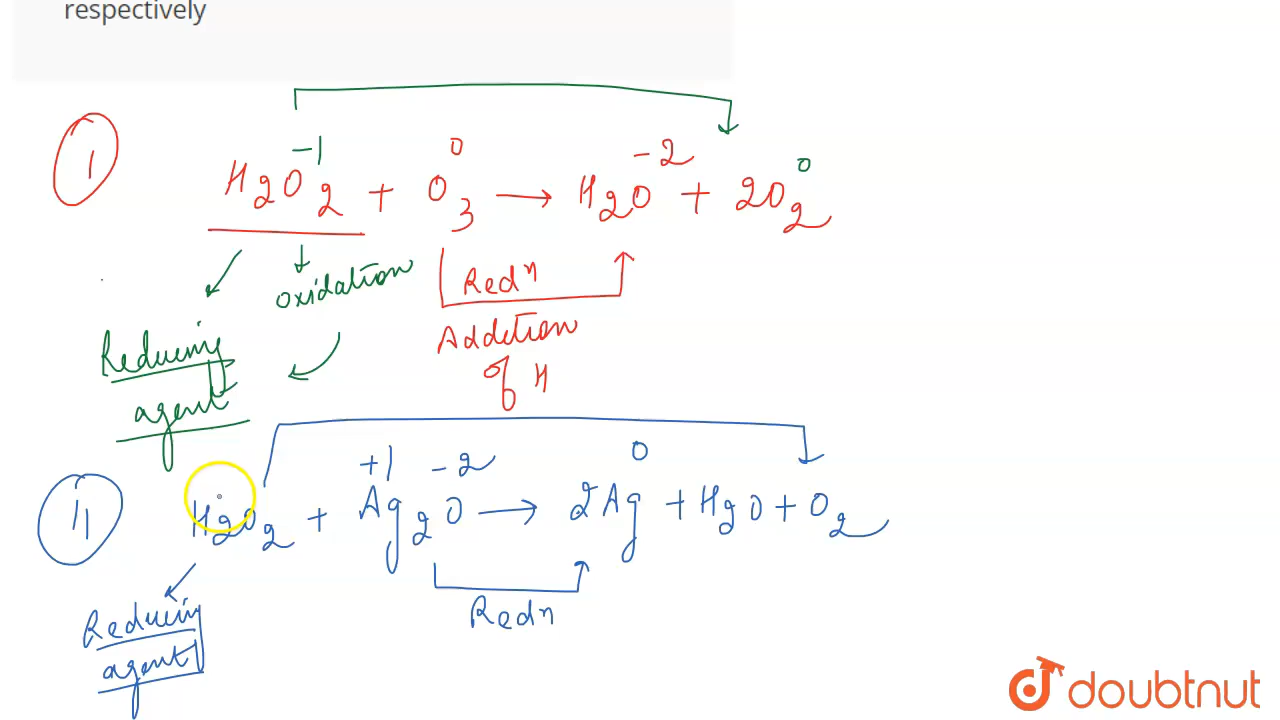 respectively
-1 0 -2 0
1 H2O2 + O3 → H2O + 2O2
oxidation Redn
Reducing Addition
agent of H
+1 -2 0
11 H2O2 + Ag2O → 2Ag + H2O + O2
Reducing Redn
agent
doubtnut